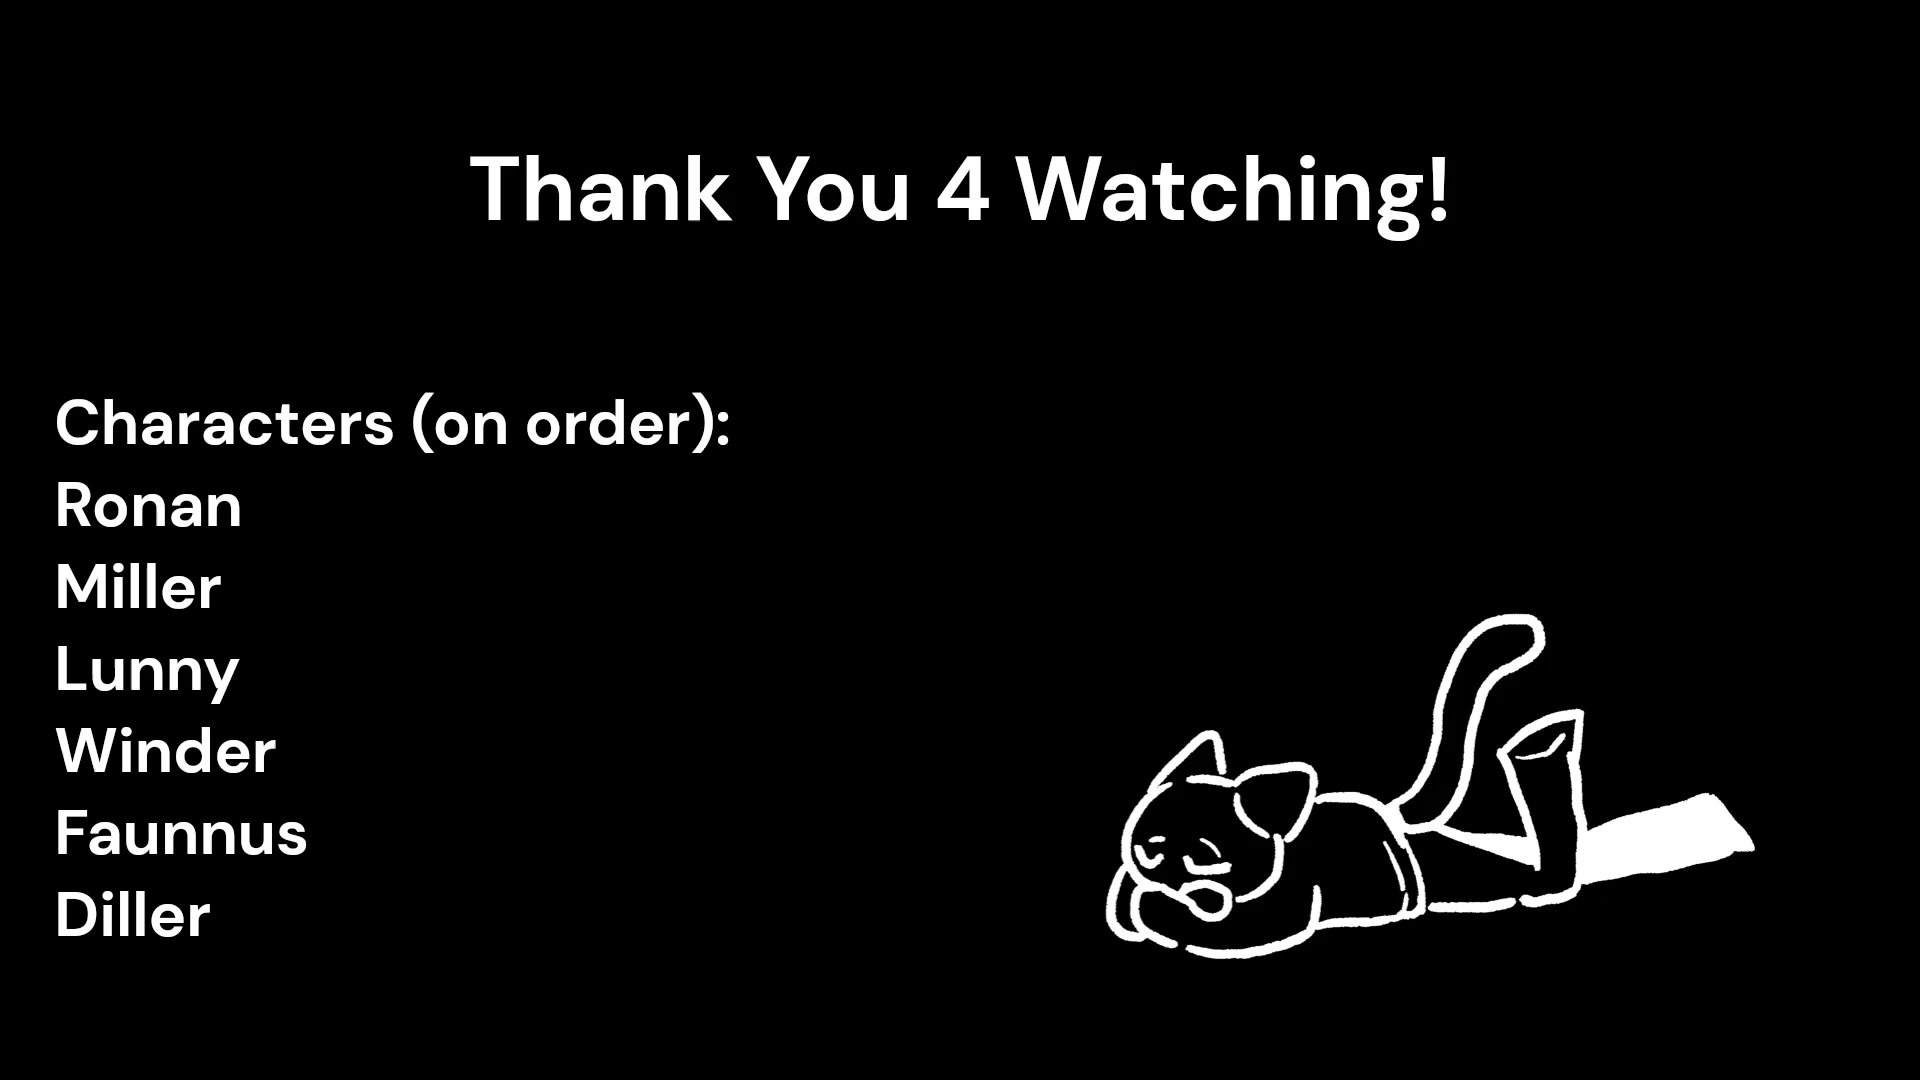 Thank You 4 Watching!
Characters (on order):
Ronan
Miller
Lunny
Winder
Faunnus
Diller